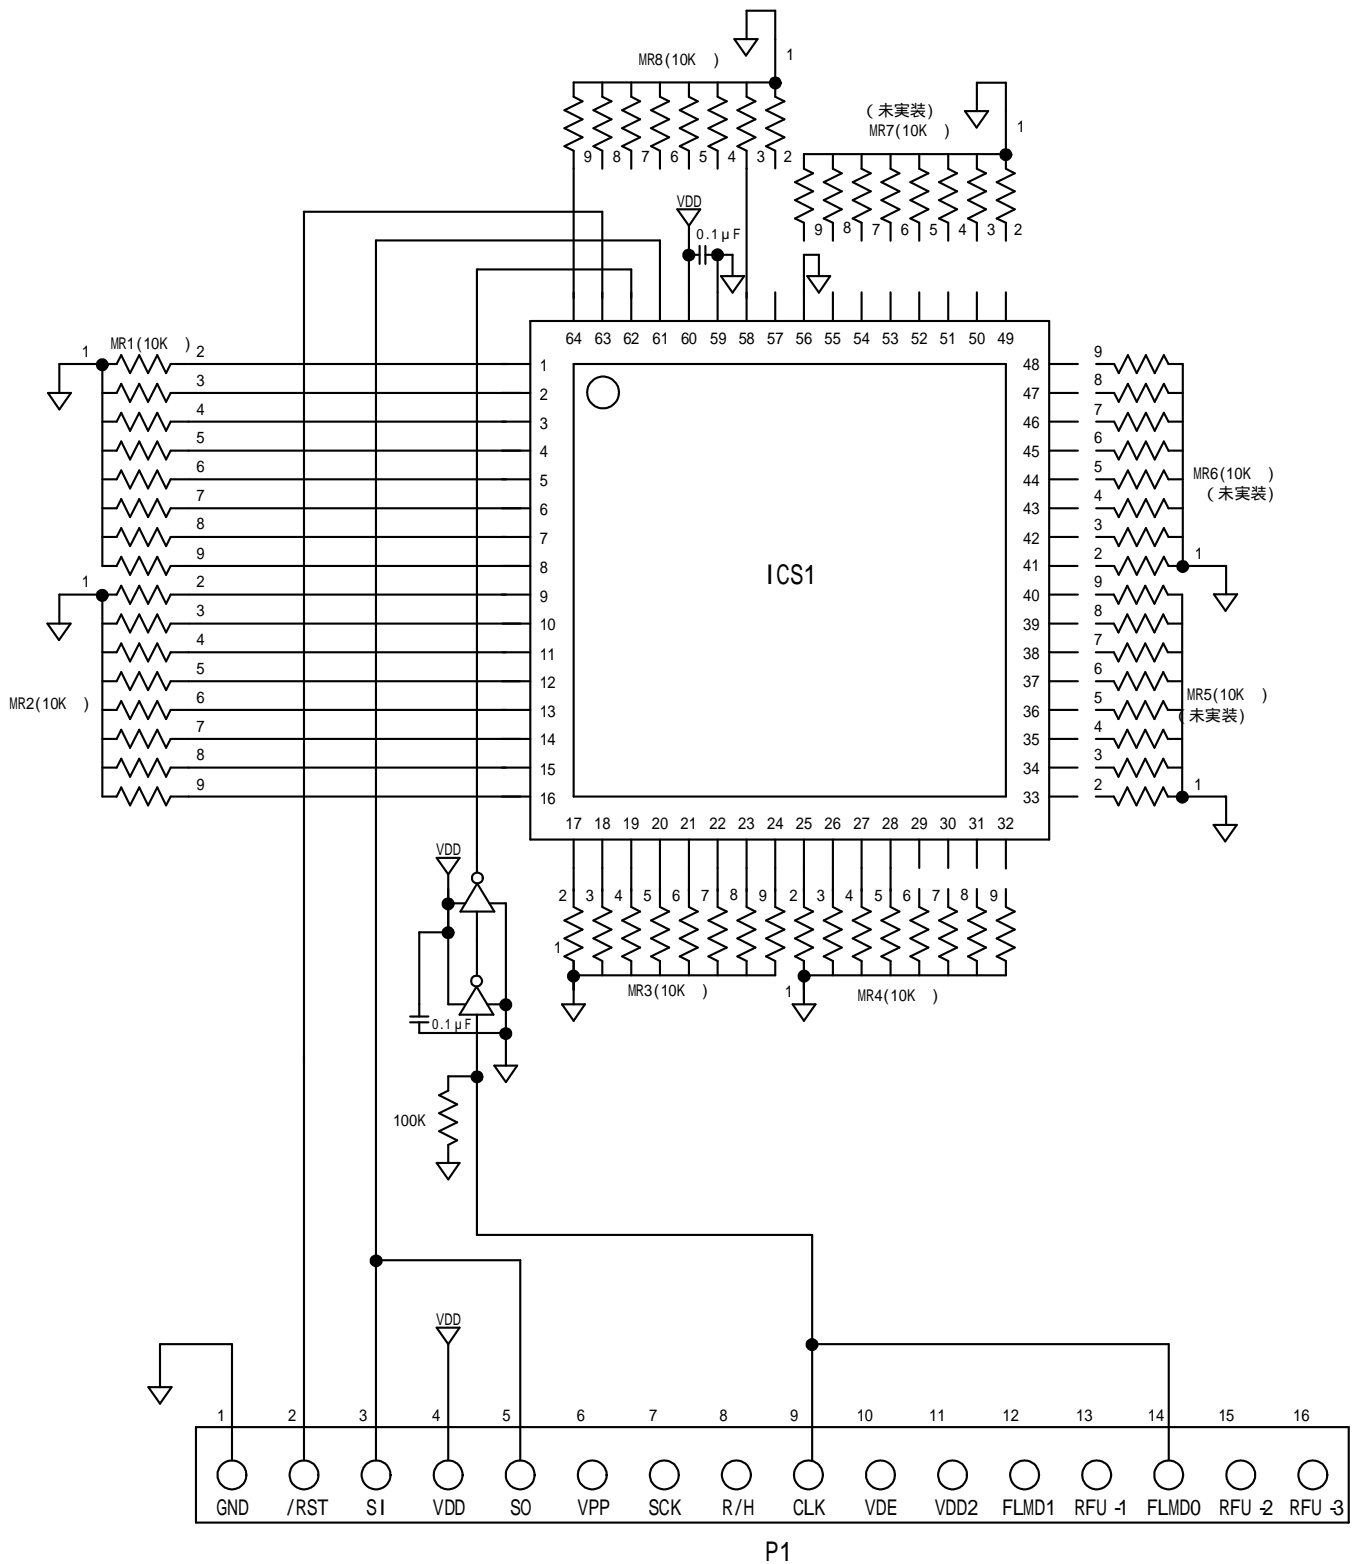 MR8(10K )
1
9 8 7 6 5 4 3 2
(未実装)
MR7(10K )
1
9 8 7 6 5 4 3 2
VDD
0.1μF
64 63 62 61 60 59 58 57 56 55 54 53 52 51 50 49
1 MR1(10K ) 2
3
4
5
6
7
8
9
1 2
3
4
5
6
7
8
9
MR2(10K )
1
2
3
4
5
6
7
8
9
10
11
12
13
14
15
16
ICS1
48
47
46
45
44
43
42
41
40
39
38
37
36
35
34
33
9
8
7
6
5
4
3
2 1
MR6(10K )
(未実装)
9
8
7
6
5
4
3
2 1
MR5(10K )
(未実装)
17 18 19 20 21 22 23 24 25 26 27 28 29 30 31 32
2 3 4 5 6 7 8 9 2 3 4 5 6 7 8 9
1
MR3(10K )
1
MR4(10K )
VDD
0.1μF
100K
VDD
1 2 3 4 5 6 7 8 9 10 11 12 13 14 15 16
GND /RST SI VDD SO VPP SCK R/H CLK VDE VDD2 FLMD1 RFU-1 FLMD0 RFU-2 RFU-3
P1